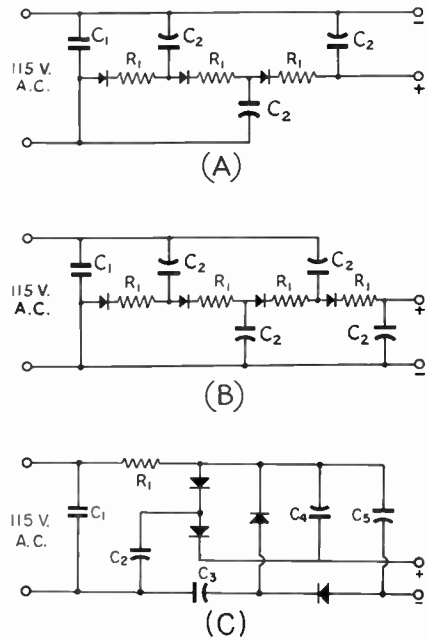 C₁ C₂ C₂ −
115 V.
A.C.
R₁ R₁ R₁
+
C₂
(A)
C₁ C₂ C₂
115 V.
A.C.
R₁ R₁ R₁ R₁
+
C₂ C₂
−
(B)
R₁
115 V.
A.C.
C₁ C₄ C₅
C₂
C₃
+
−
(C)